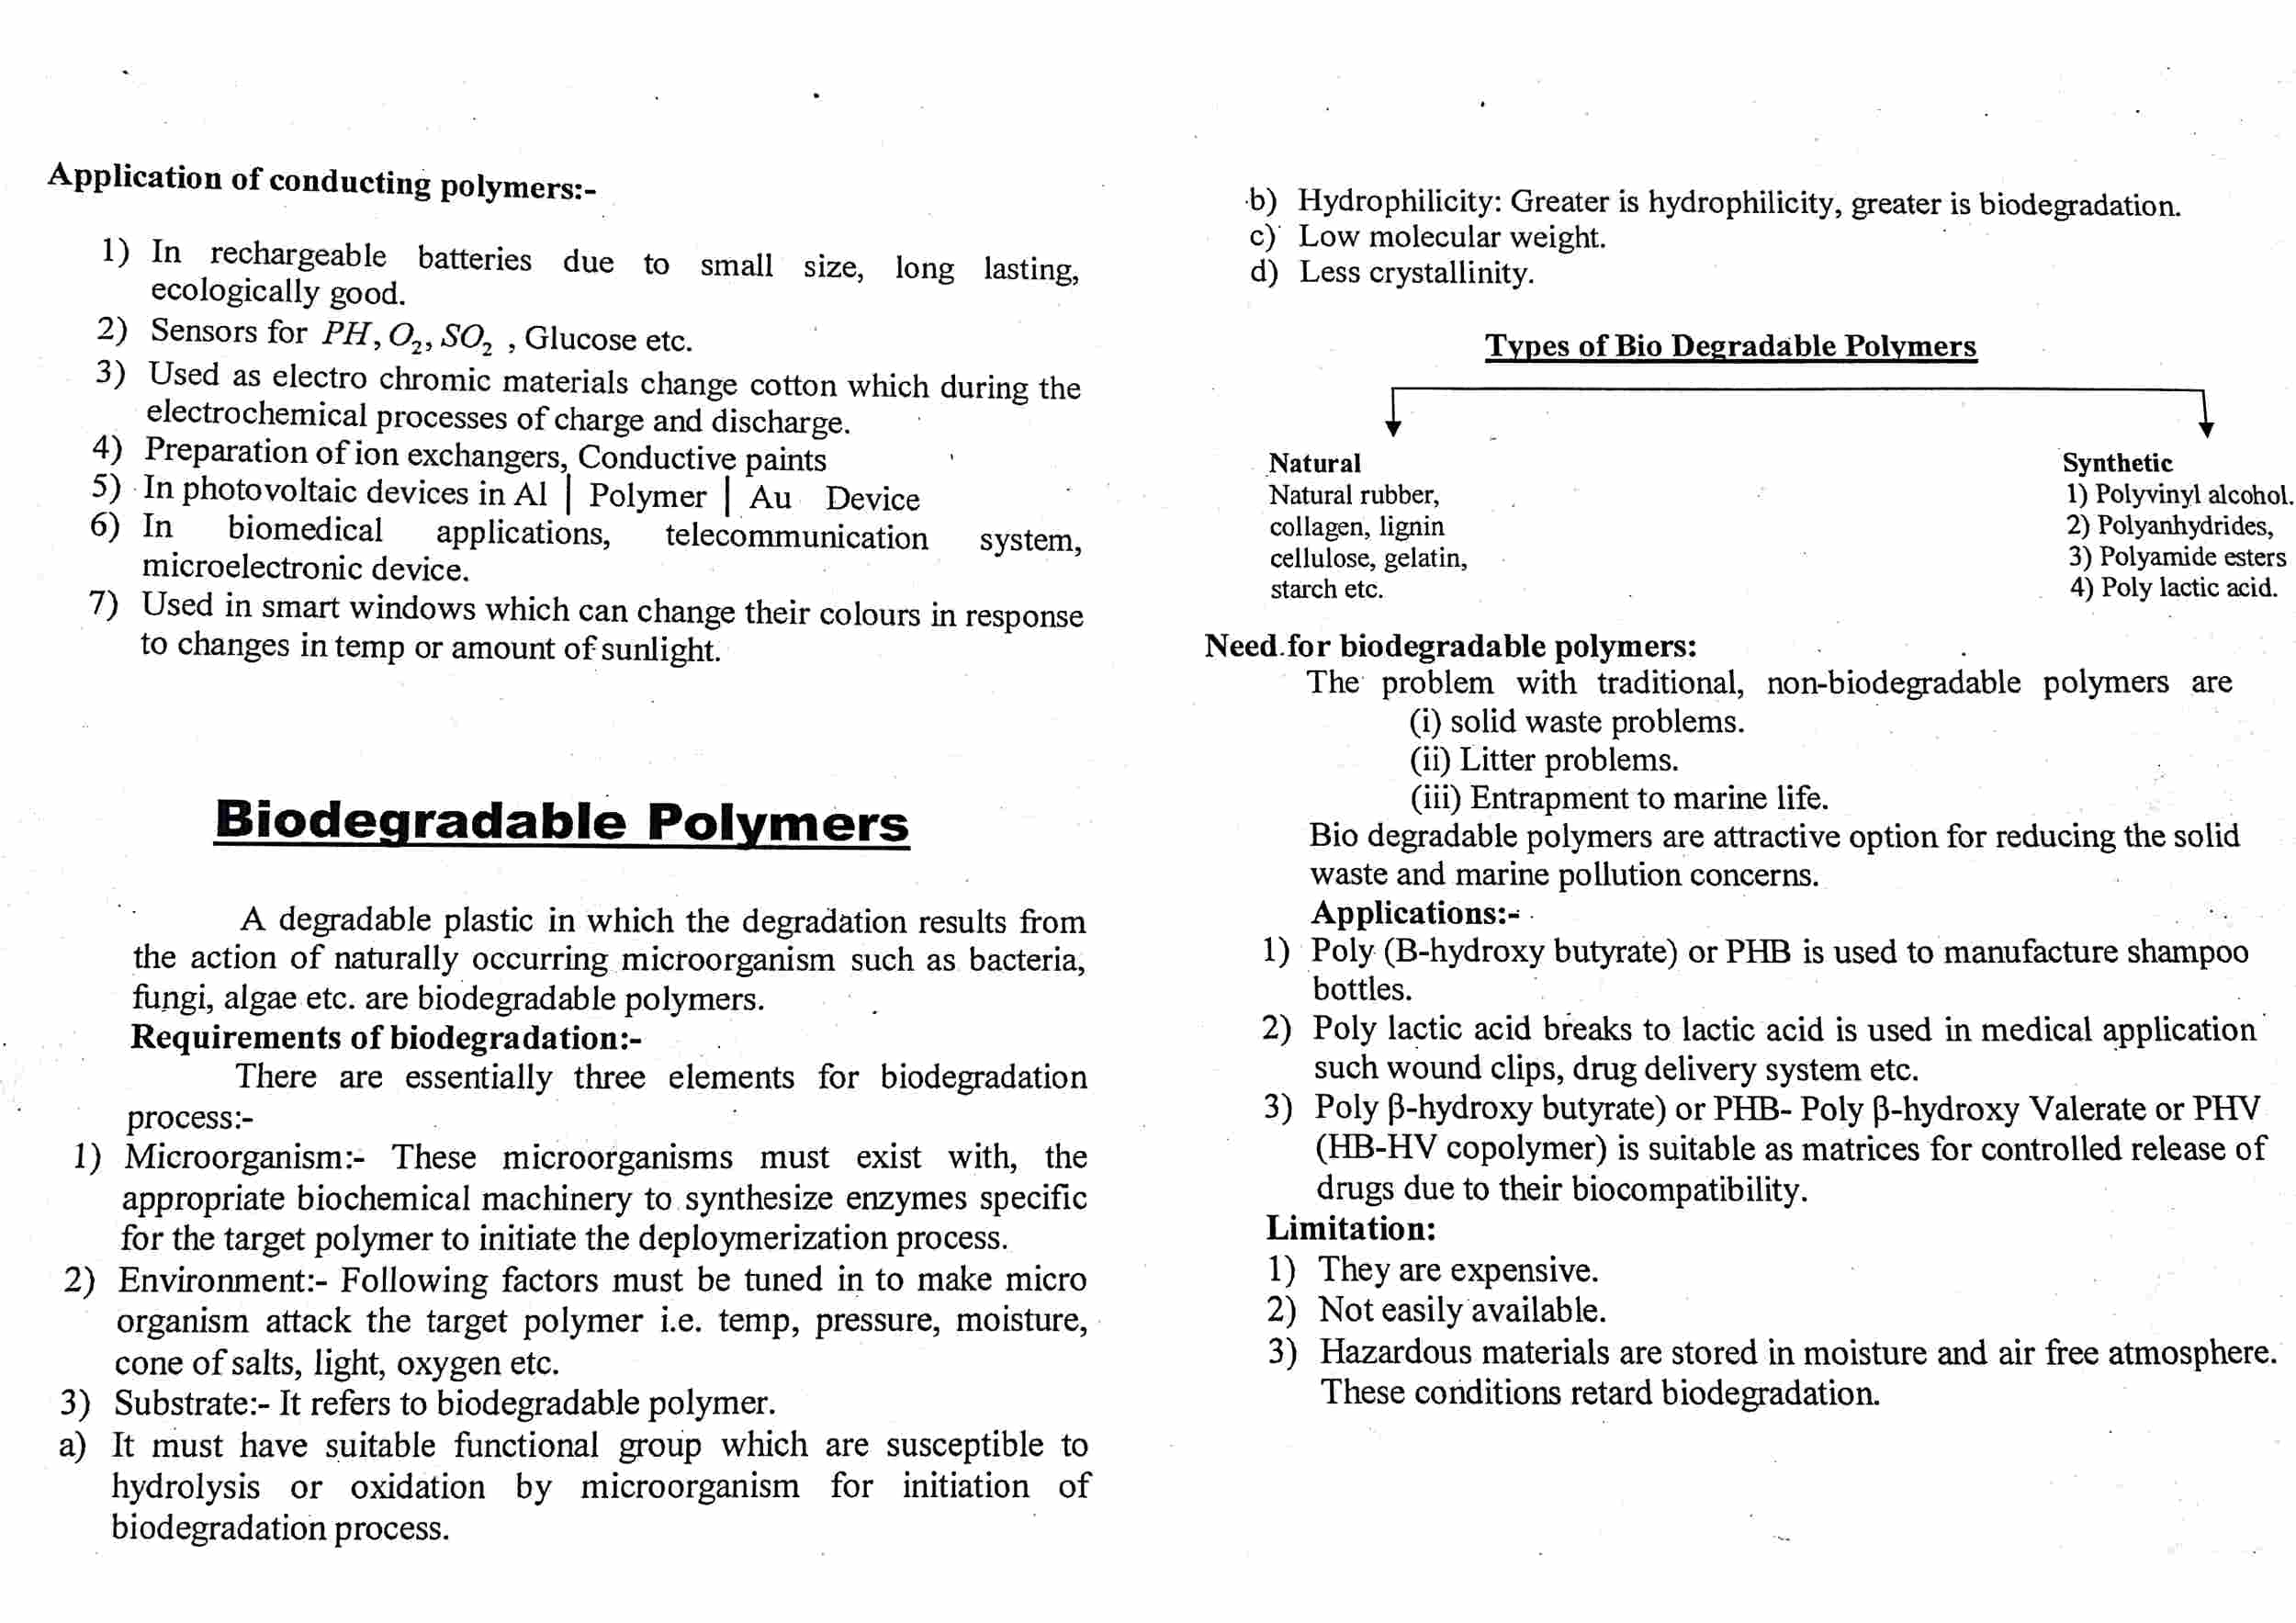 Application of conducting polymers:-
1) In rechargeable batteries due to small size, long lasting,
ecologically good.
2) Sensors for PH, O₂, SO₂ , Glucose etc.
3) Used as electro chromic materials change cotton which during the
electrochemical processes of charge and discharge.
4) Preparation of ion exchangers, Conductive paints
5) In photovoltaic devices in Al | Polymer | Au Device
6) In biomedical applications, telecommunication system,
microelectronic device.
7) Used in smart windows which can change their colours in response
to changes in temp or amount of sunlight.
Biodegradable Polymers
A degradable plastic in which the degradation results from
the action of naturally occurring microorganism such as bacteria,
fungi, algae etc. are biodegradable polymers.
Requirements of biodegradation:-
There are essentially three elements for biodegradation
process:-
1) Microorganism:- These microorganisms must exist with, the
appropriate biochemical machinery to synthesize enzymes specific
for the target polymer to initiate the deploymerization process.
2) Environment:- Following factors must be tuned in to make micro
organism attack the target polymer i.e. temp, pressure, moisture,
cone of salts, light, oxygen etc.
3) Substrate:- It refers to biodegradable polymer.
a) It must have suitable functional group which are susceptible to
hydrolysis or oxidation by microorganism for initiation of
biodegradation process.
b) Hydrophilicity: Greater is hydrophilicity, greater is biodegradation.
c) Low molecular weight.
d) Less crystallinity.
Types of Bio Degradable Polymers
Natural
Natural rubber,
collagen, lignin
cellulose, gelatin,
starch etc.
Synthetic
1) Polyvinyl alcohol.
2) Polyanhydrides,
3) Polyamide esters
4) Poly lactic acid.
Need for biodegradable polymers:
The problem with traditional, non-biodegradable polymers are
(i) solid waste problems.
(ii) Litter problems.
(iii) Entrapment to marine life.
Bio degradable polymers are attractive option for reducing the solid
waste and marine pollution concerns.
Applications:-
1) Poly (B-hydroxy butyrate) or PHB is used to manufacture shampoo
bottles.
2) Poly lactic acid breaks to lactic acid is used in medical application
such wound clips, drug delivery system etc.
3) Poly β-hydroxy butyrate) or PHB- Poly β-hydroxy Valerate or PHV
(HB-HV copolymer) is suitable as matrices for controlled release of
drugs due to their biocompatibility.
Limitation:
1) They are expensive.
2) Not easily available.
3) Hazardous materials are stored in moisture and air free atmosphere.
These conditions retard biodegradation.